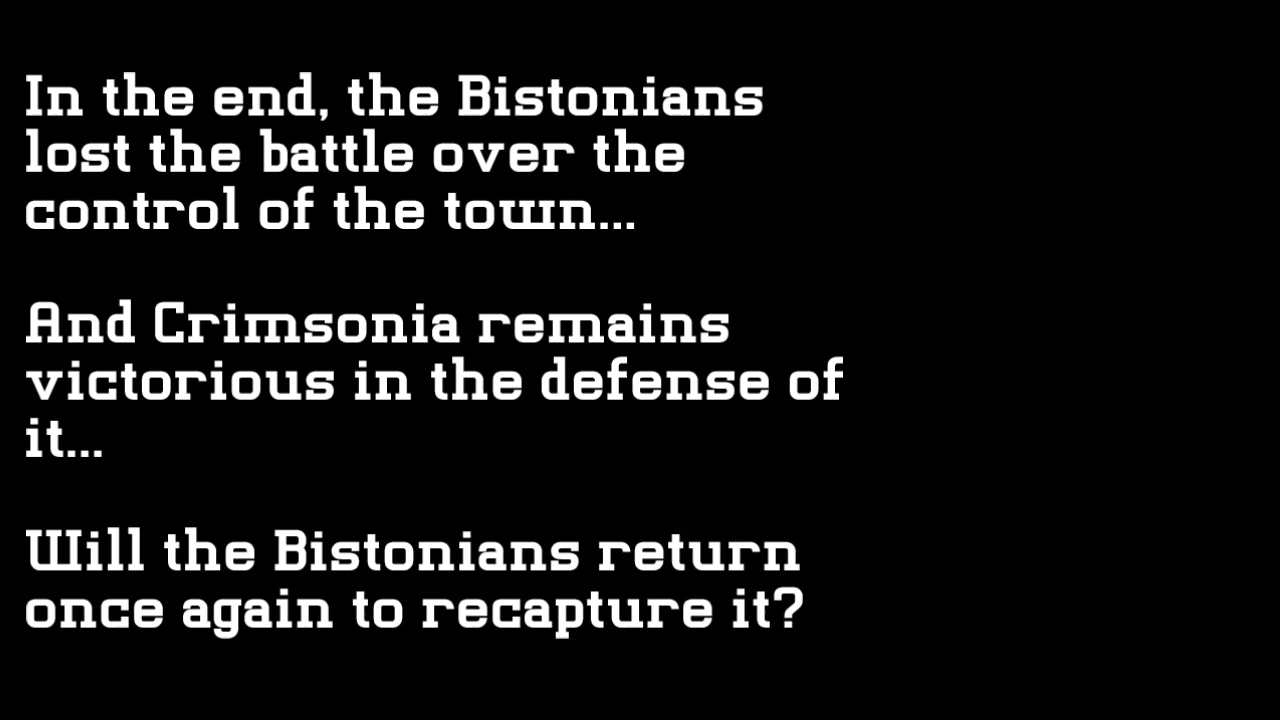 In the end, the Bistonians
lost the battle over the
control of the town...
And Crimsonia remains
victorious in the defense of
it...
Will the Bistonians return
once again to recapture it?